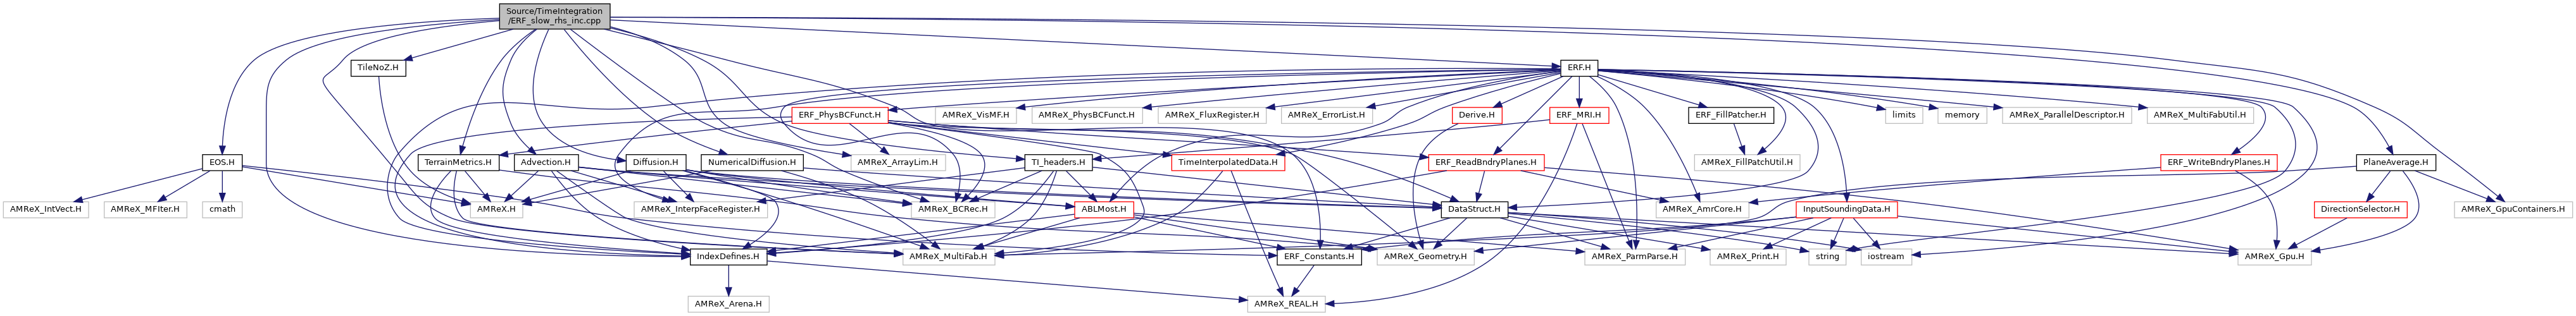 Source/TimeIntegration
/ERF_slow_rhs_inc.cpp
TileNoZ.H
ERF.H
ERF_PhysBCFunct.H
AMReX_VisMF.H
AMReX_PhysBCFunct.H
AMReX_FluxRegister.H
AMReX_ErrorList.H
Derive.H
ERF_MRI.H
ERF_FillPatcher.H
limits
memory
AMReX_ParallelDescriptor.H
AMReX_MultiFabUtil.H
EOS.H
TerrainMetrics.H
Advection.H
Diffusion.H
NumericalDiffusion.H
AMReX_ArrayLim.H
TI_headers.H
TimeInterpolatedData.H
ERF_ReadBndryPlanes.H
AMReX_FillPatchUtil.H
ERF_WriteBndryPlanes.H
PlaneAverage.H
AMReX_IntVect.H
AMReX_MFIter.H
cmath
AMReX.H
AMReX_InterpFaceRegister.H
AMReX_BCRec.H
ABLMost.H
DataStruct.H
AMReX_AmrCore.H
InputSoundingData.H
DirectionSelector.H
AMReX_GpuContainers.H
IndexDefines.H
AMReX_MultiFab.H
ERF_Constants.H
AMReX_Geometry.H
AMReX_ParmParse.H
AMReX_Print.H
string
iostream
AMReX_Gpu.H
AMReX_Arena.H
AMReX_REAL.H